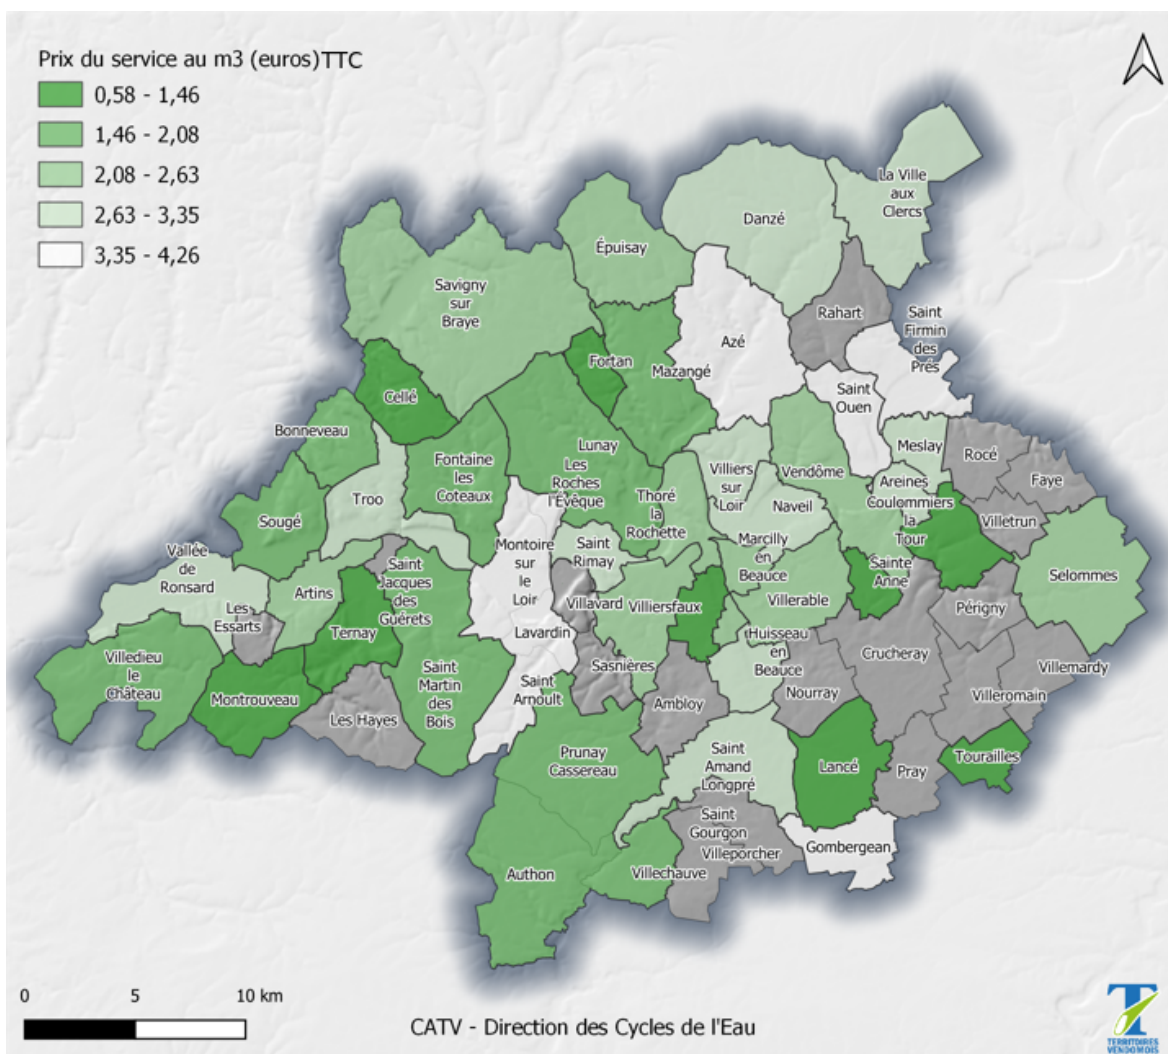 Prix du service au m3 (euros)TTC
0,58 - 1,46
1,46 - 2,08
2,08 - 2,63
2,63 - 3,35
3,35 - 4,26
La Ville
aux
Clercs
Danzé
Épuisay
Savigny
sur
Braye
Rahart
Saint
Firmin
des
Prés
Azé
Fortan
Mazangé
Cellé
Saint
Ouen
Bonneveau
Lunay
Meslay
Rocé
Fontaine
les
Coteaux
Les
Roches
l'Évêque
Villiers
sur
Loir
Vendôme
Areines
Faye
Troo
Thoré
la
Rochette
Naveil
Coulommiers
la
Tour
Villetrun
Sougé
Montoire
sur
le
Loir
Saint
Rimay
Marcilly
en
Beauce
Vallée
de
Ronsard
Saint
Jacques
des
Guérets
Sainte
Anne
Selommes
Artins
Les
Essarts
Villavard
Villiersfaux
Villerable
Périgny
Ternay
Lavardin
Huisseau
en
Beauce
Crucheray
Villedieu
le
Château
Saint
Martin
des
Bois
Sasnières
Villemardy
Montrouveau
Saint
Arnoult
Ambloy
Nourray
Villeromain
Les Hayes
Prunay
Cassereau
Saint
Amand
Longpré
Lancé
Pray
Tourailles
Saint
Gourgon
Villeporcher
Gombergean
Authon
Villechauve
0 5 10 km
CATV - Direction des Cycles de l'Eau
TERRITOIRES
VENDOMOIS